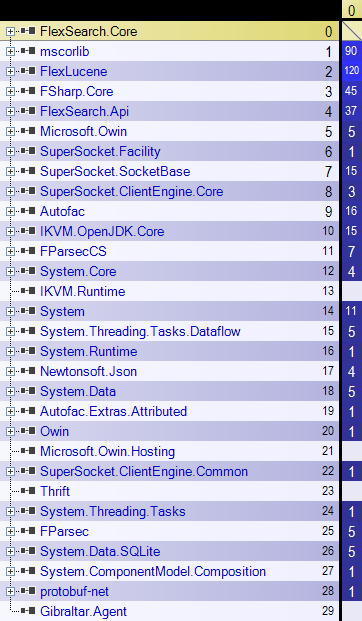 0
FlexSearch.Core 0
mscorlib 1 90
FlexLucene 2 120
FSharp.Core 3 45
FlexSearch.Api 4 37
Microsoft.Owin 5 5
SuperSocket.Facility 6 1
SuperSocket.SocketBase 7 15
SuperSocket.ClientEngine.Core 8 3
Autofac 9 16
IKVM.OpenJDK.Core 10 15
FParsecCS 11 7
System.Core 12 4
IKVM.Runtime 13
System 14 11
System.Threading.Tasks.Dataflow 15 5
System.Runtime 16 1
Newtonsoft.Json 17 4
System.Data 18 5
Autofac.Extras.Attributed 19 1
Owin 20 1
Microsoft.Owin.Hosting 21
SuperSocket.ClientEngine.Common 22 1
Thrift 23
System.Threading.Tasks 24 1
FParsec 25 5
System.Data.SQLite 26 5
System.ComponentModel.Composition 27 1
protobuf-net 28 1
Gibraltar.Agent 29